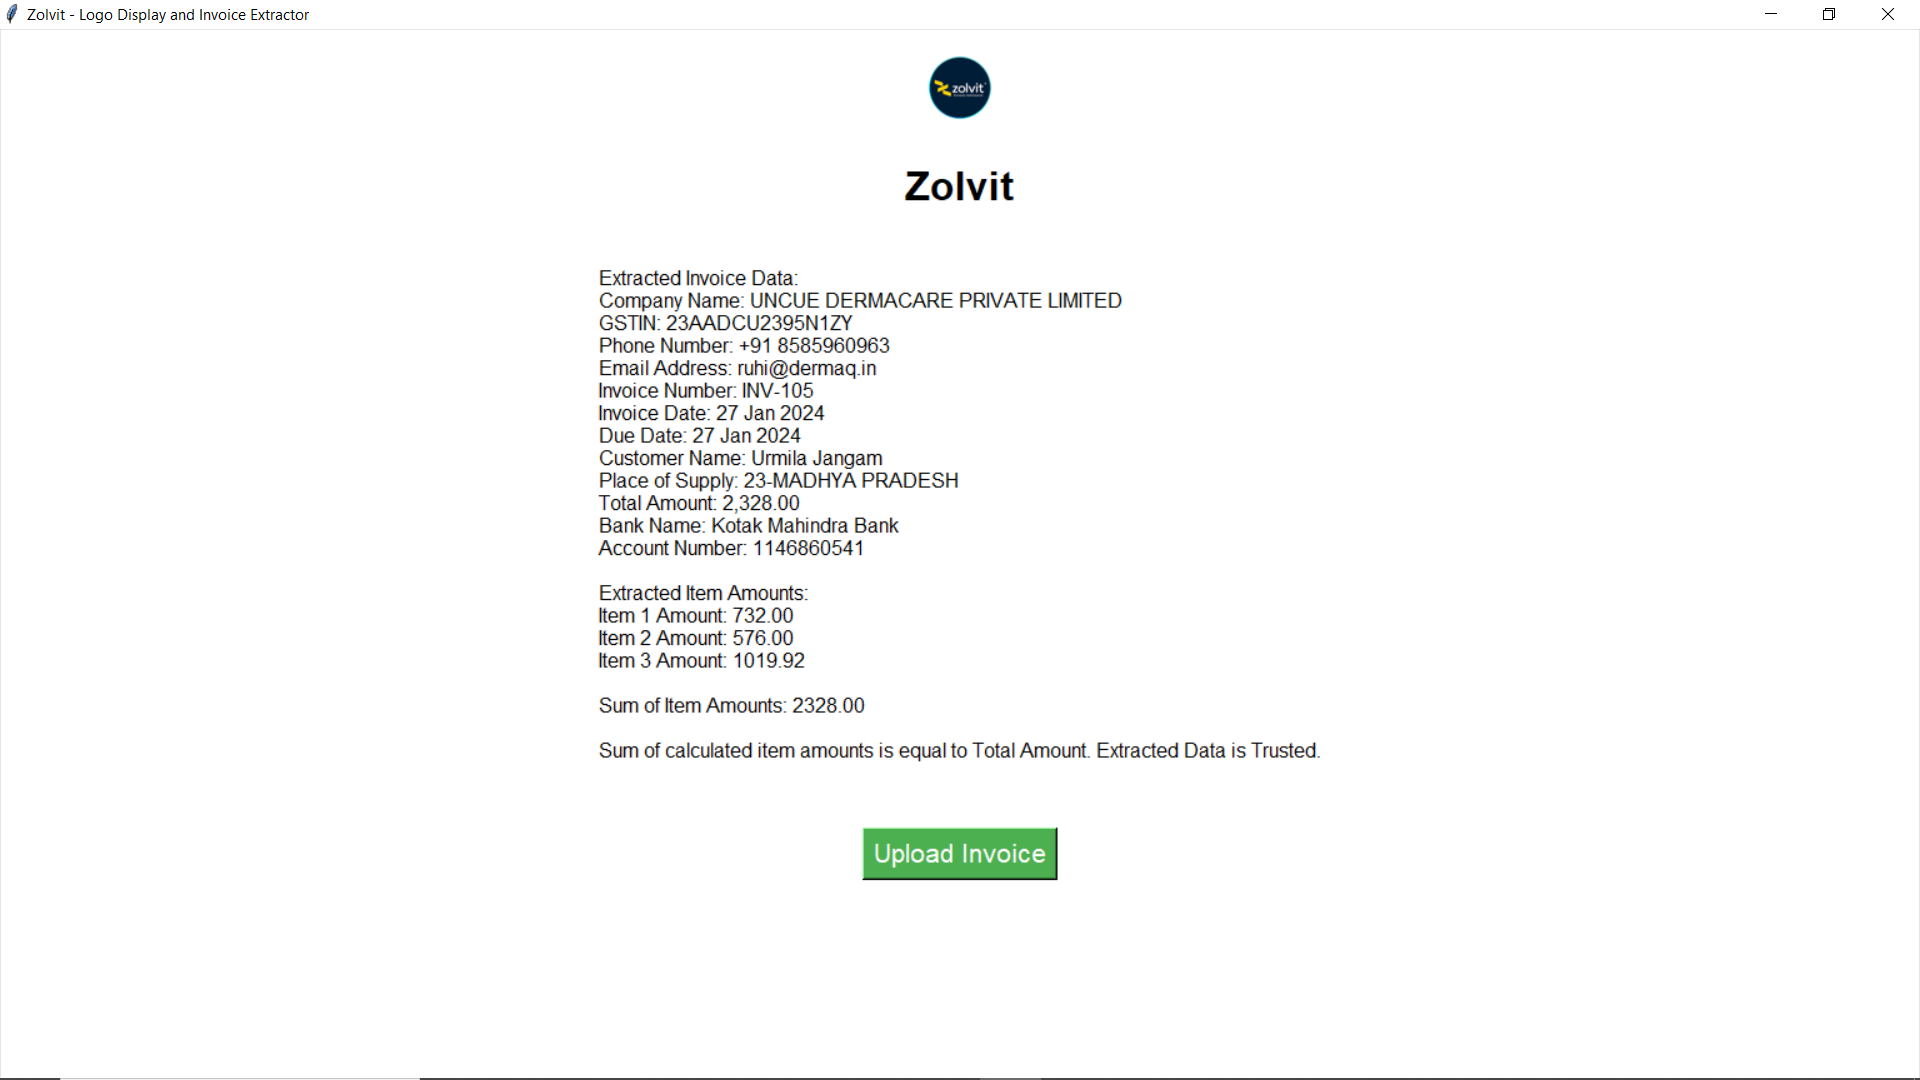 Zolvit - Logo Display and Invoice Extractor
zolvit
Zolvit
Extracted Invoice Data:
Company Name: UNCUE DERMACARE PRIVATE LIMITED
GSTIN: 23AADCU2395N1ZY
Phone Number: +91 8585960963
Email Address: ruhi@dermaq.in
Invoice Number: INV-105
Invoice Date: 27 Jan 2024
Due Date: 27 Jan 2024
Customer Name: Urmila Jangam
Place of Supply: 23-MADHYA PRADESH
Total Amount: 2,328.00
Bank Name: Kotak Mahindra Bank
Account Number: 1146860541
Extracted Item Amounts:
Item 1 Amount: 732.00
Item 2 Amount: 576.00
Item 3 Amount: 1019.92
Sum of Item Amounts: 2328.00
Sum of calculated item amounts is equal to Total Amount. Extracted Data is Trusted.
Upload Invoice